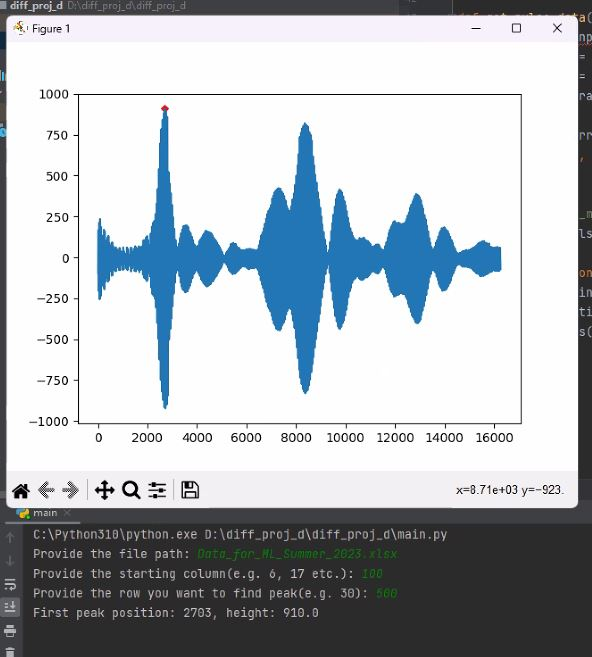 diff_proj_d D:\diff_proj_d\diff_proj_d
Figure 1
1000
750
500
250
0
−250
−500
−750
−1000
0 2000 4000 6000 8000 10000 12000 14000 16000
x=8.71e+03 y=−923.
main
C:\Python310\python.exe D:\diff_proj_d\diff_proj_d\main.py
Provide the file path: Data_for_ML_Summer_2023.xlsx
Provide the starting column(e.g. 6, 17 etc.): 100
Provide the row you want to find peak(e.g. 30): 500
First peak position: 2703, height: 910.0